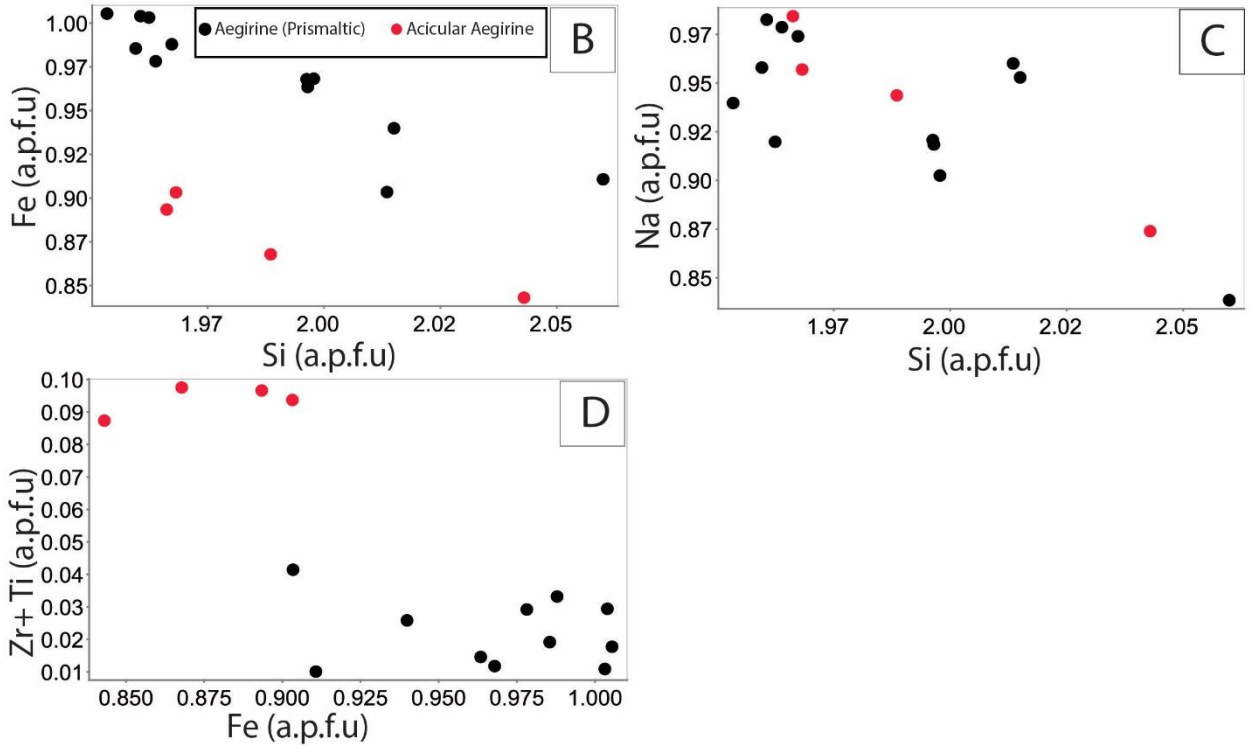 Aegirine (Prismaltic) Acicular Aegirine
B
1.00
0.97
0.95
0.92
0.90
0.87
0.85
Fe (a.p.f.u)
1.97 2.00 2.02 2.05
Si (a.p.f.u)
C
0.97
0.95
0.92
0.90
0.87
0.85
Na (a.p.f.u)
1.97 2.00 2.02 2.05
Si (a.p.f.u)
D
0.10
0.09
0.08
0.07
0.06
0.05
0.04
0.03
0.02
0.01
Zr+ Ti (a.p.f.u)
0.850 0.875 0.900 0.925 0.950 0.975 1.000
Fe (a.p.f.u)